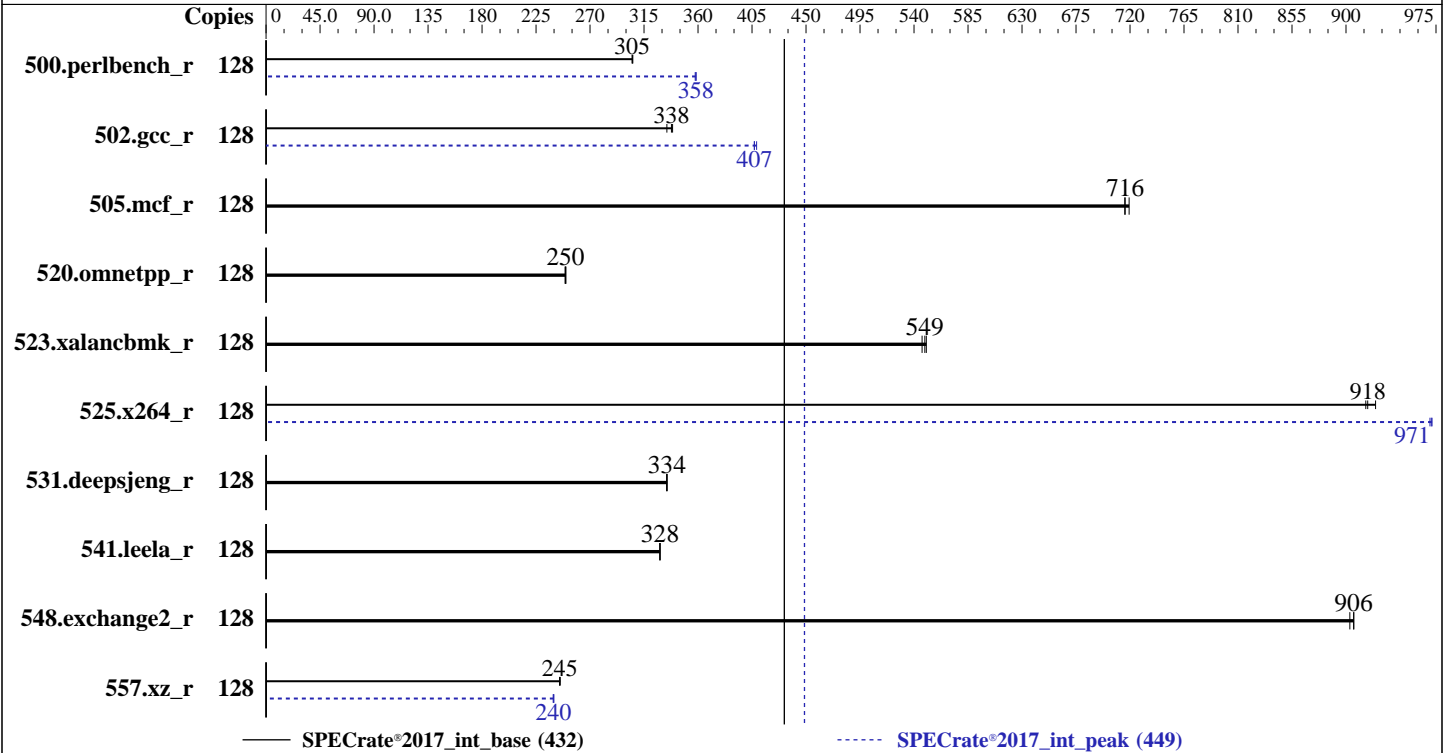 Copies 0 45.0 90.0 135 180 225 270 315 360 405 450 495 540 585 630 675 720 765 810 855 900 975
305
500.perlbench_r 128
358
338
502.gcc_r 128
407
716
505.mcf_r 128
250
520.omnetpp_r 128
549
523.xalancbmk_r 128
918
525.x264_r 128
971
334
531.deepsjeng_r 128
328
541.leela_r 128
906
548.exchange2_r 128
245
557.xz_r 128
240
SPECrate®2017_int_base (432) SPECrate®2017_int_peak (449)